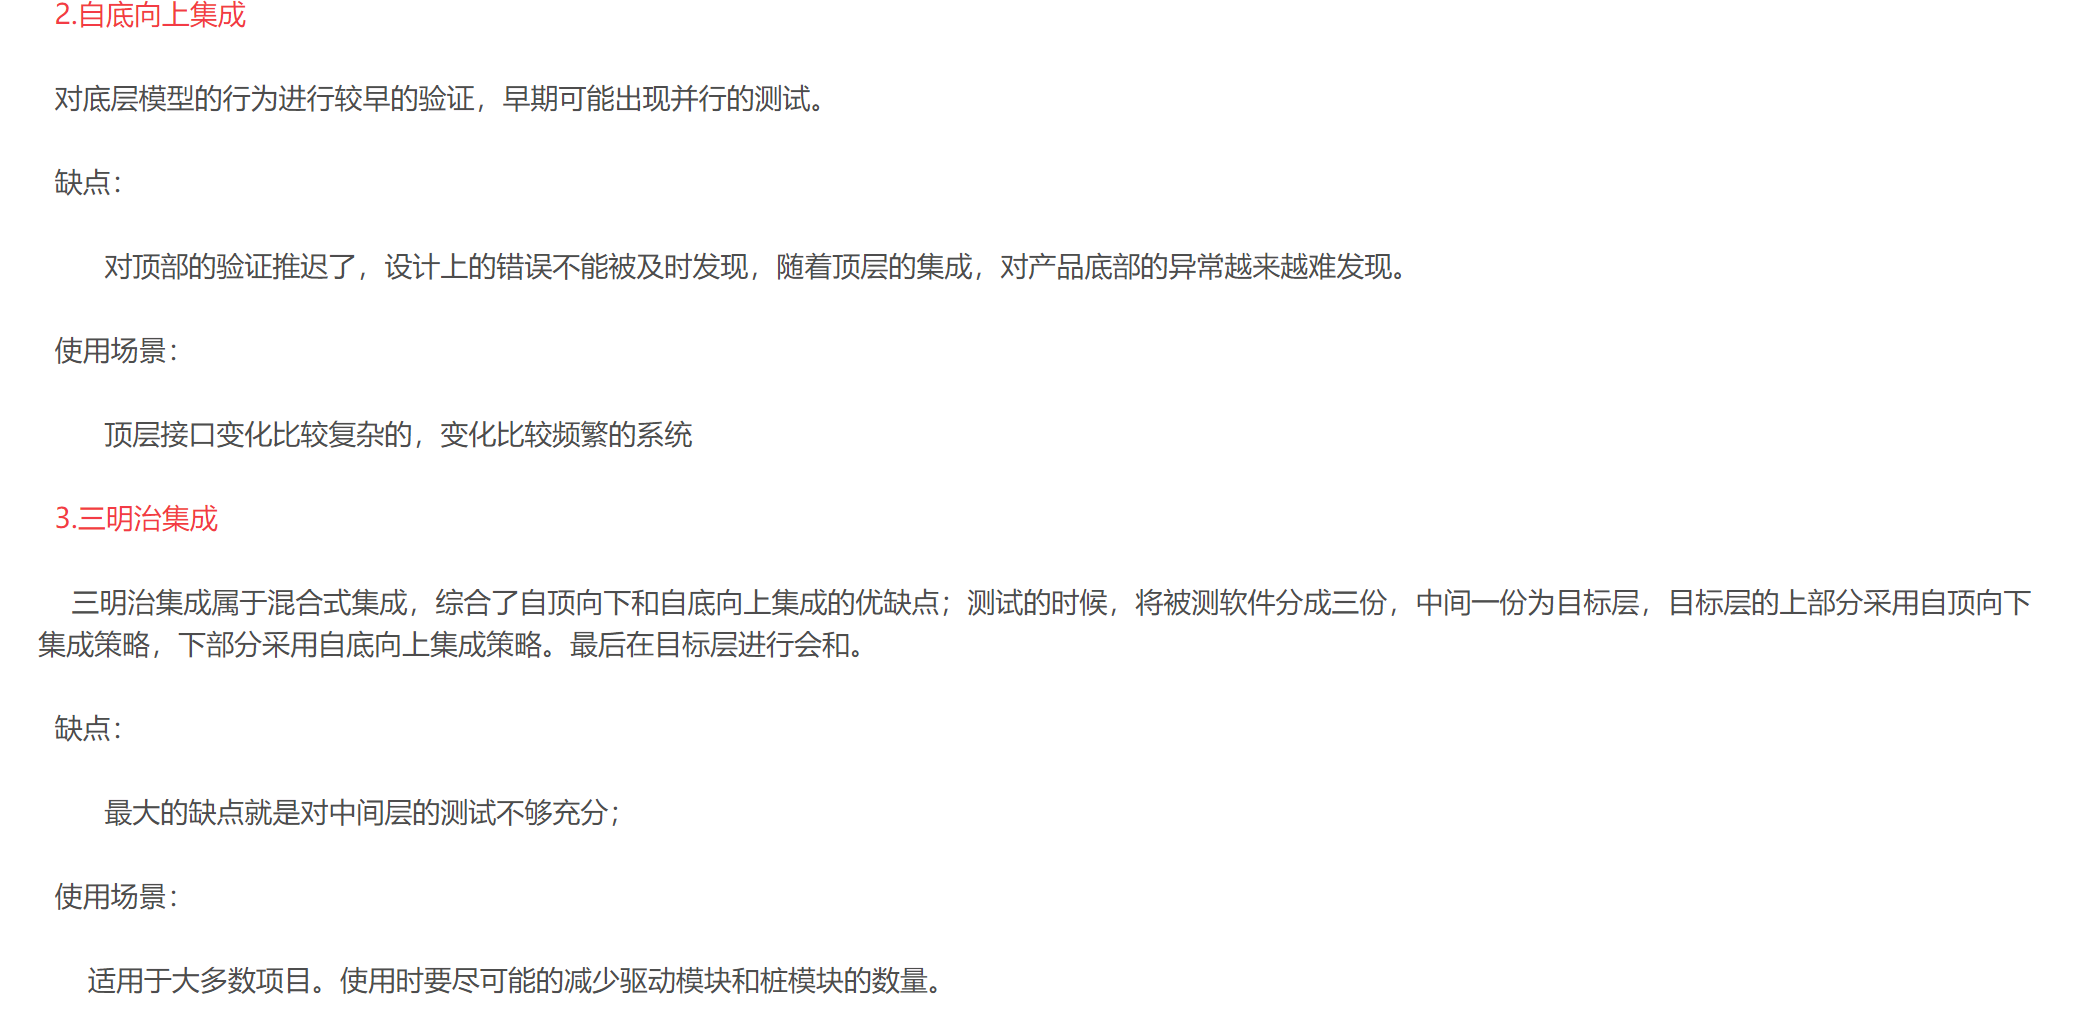 2.自底向上集成
对底层模型的行为进行较早的验证，早期可能出现并行的测试。
缺点：
对顶部的验证推迟了，设计上的错误不能被及时发现，随着顶层的集成，对产品底部的异常越来越难发现。
使用场景：
顶层接口变化比较复杂的，变化比较频繁的系统
3.三明治集成
三明治集成属于混合式集成，综合了自顶向下和自底向上集成的优缺点；测试的时候，将被测软件分成三份，中间一份为目标层，目标层的上部分采用自顶向下
集成策略，下部分采用自底向上集成策略。最后在目标层进行会和。
缺点：
最大的缺点就是对中间层的测试不够充分；
使用场景：
适用于大多数项目。使用时要尽可能的减少驱动模块和桩模块的数量。